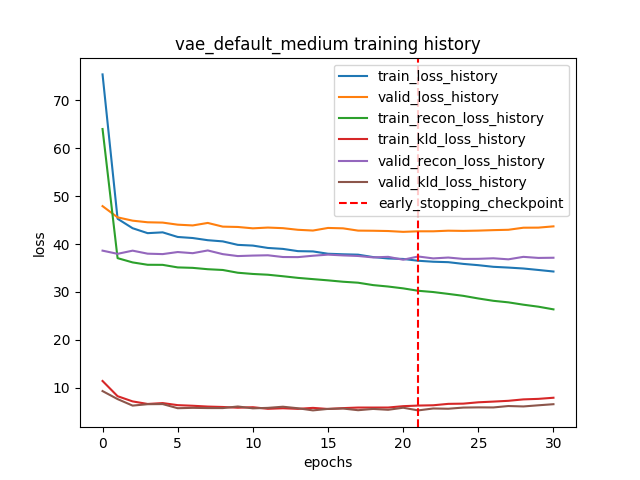 vae_default_medium training history
train_loss_history
valid_loss_history
train_recon_loss_history
train_kld_loss_history
valid_recon_loss_history
valid_kld_loss_history
early_stopping_checkpoint
loss
70
60
50
40
30
20
10
0 5 10 15 20 25 30
epochs